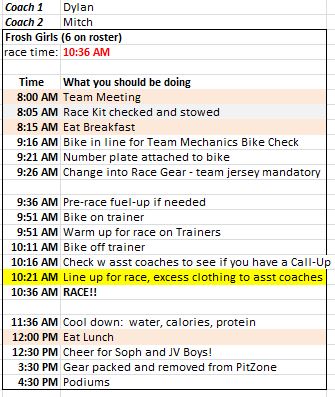 Coach 1 Dylan
Coach 2 Mitch
Frosh Girls (6 on roster)
race time: 10:36 AM
Time What you should be doing
8:00 AM Team Meeting
8:05 AM Race Kit checked and stowed
8:15 AM Eat Breakfast
9:16 AM Bike in line for Team Mechanics Bike Check
9:21 AM Number plate attached to bike
9:26 AM Change into Race Gear - team jersey mandatory
9:36 AM Pre-race fuel-up if needed
9:51 AM Bike on trainer
9:51 AM Warm up for race on Trainers
10:11 AM Bike off trainer
10:16 AM Check w asst coaches to see if you have a Call-Up
10:21 AM Line up for race, excess clothing to asst coaches
10:36 AM RACE!!
11:36 AM Cool down: water, calories, protein
12:00 PM Eat Lunch
12:30 PM Cheer for Soph and JV Boys!
3:30 PM Gear packed and removed from PitZone
4:30 PM Podiums